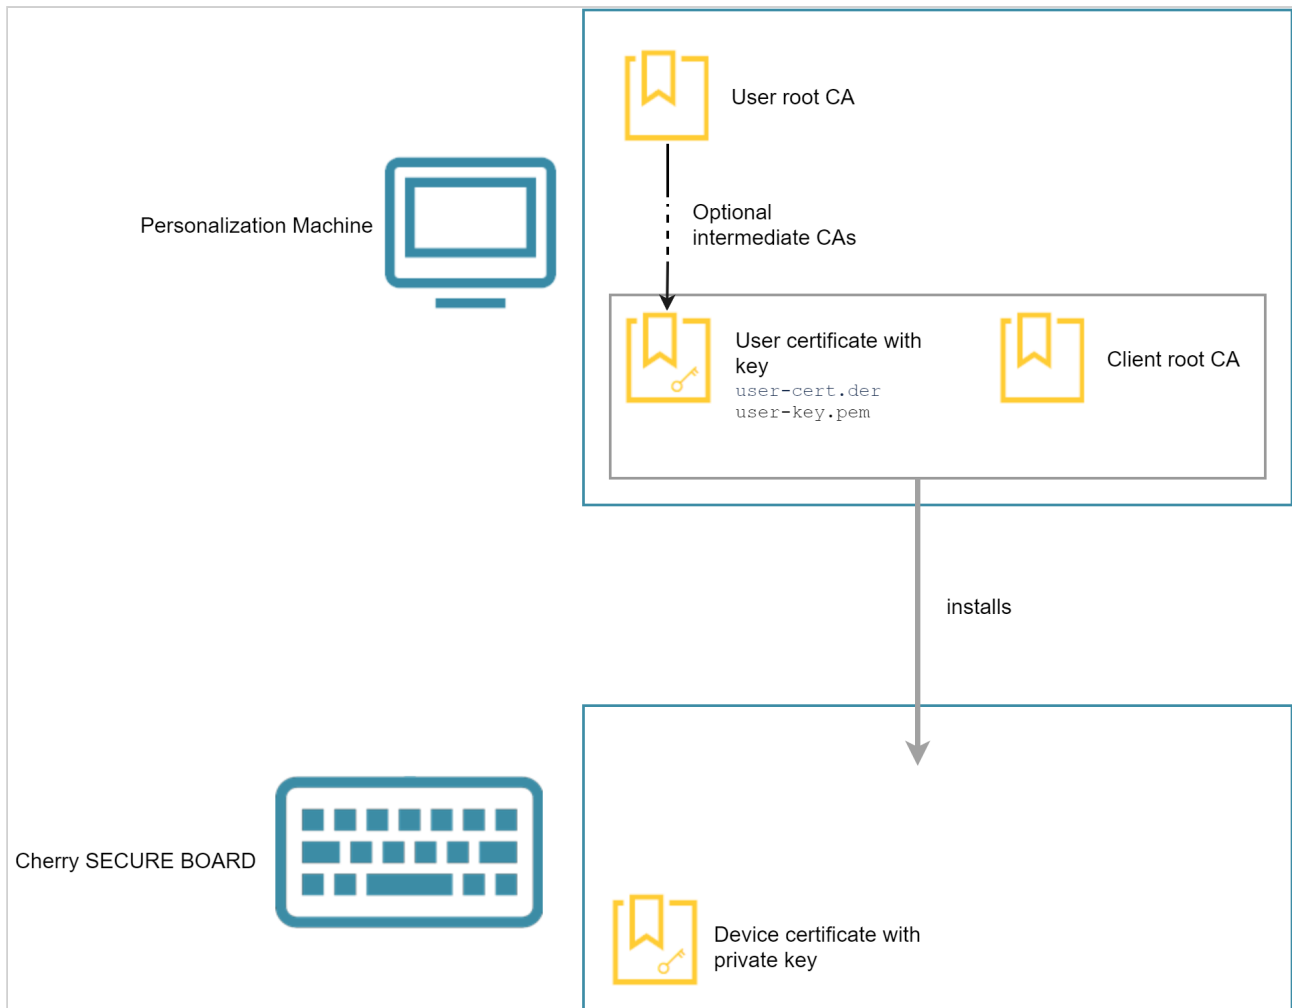 User root CA
Personalization Machine
Optional
intermediate CAs
User certificate with
key
user-cert.der
user-key.pem
Client root CA
installs
Cherry SECURE BOARD
Device certificate with
private key